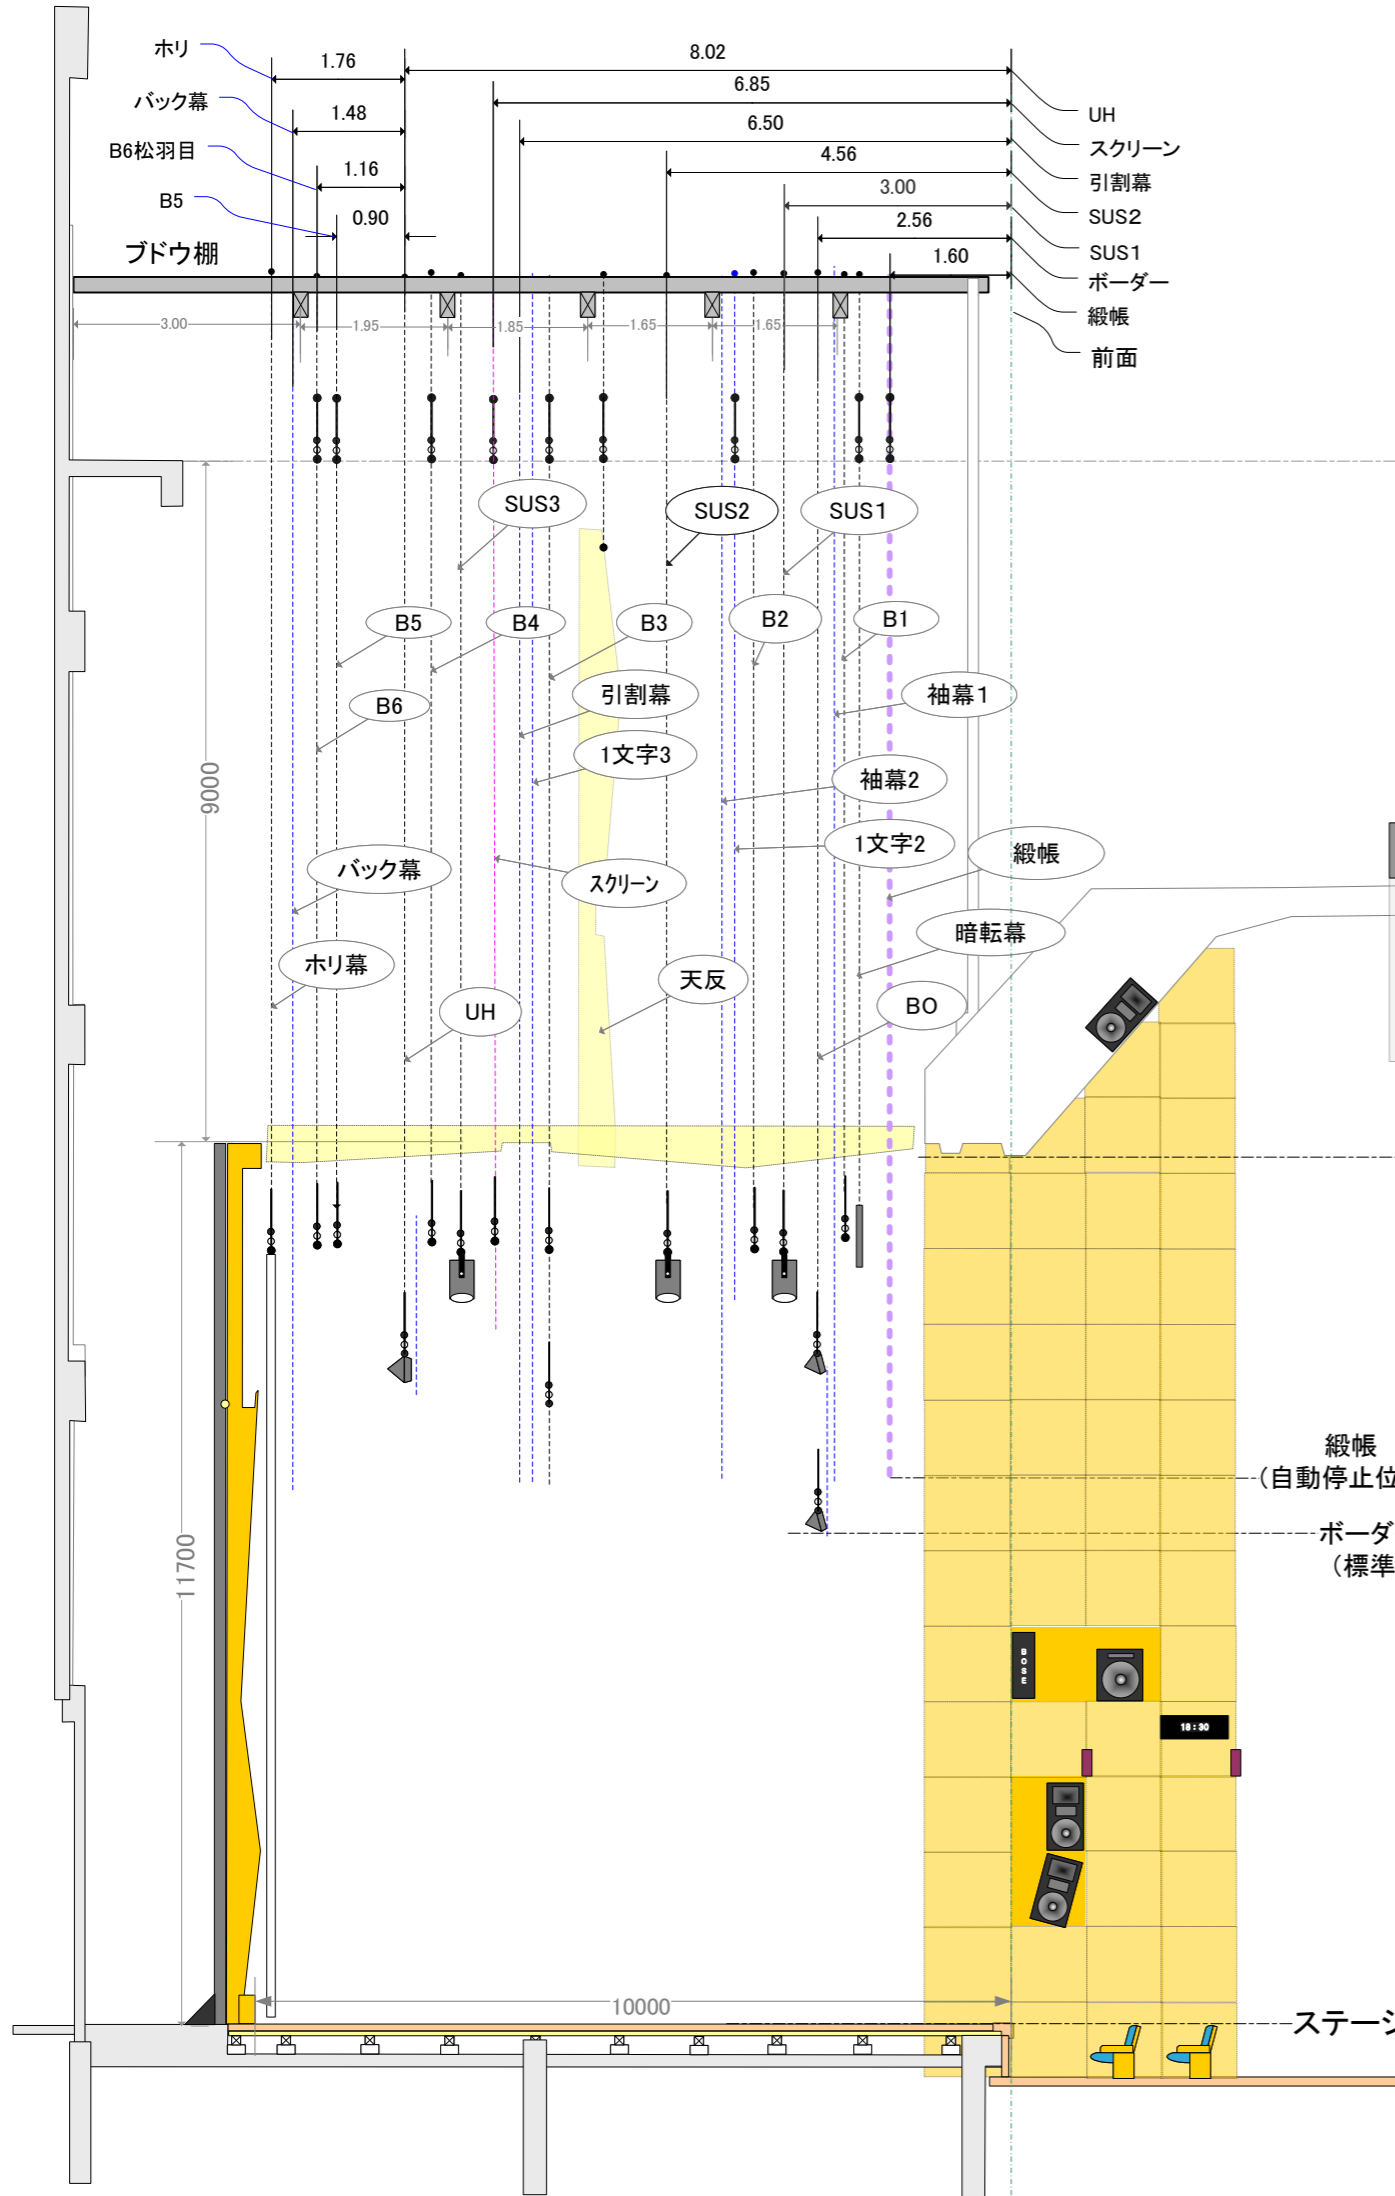 ホリ
1.76
8.02
6.85
バック幕
1.48
UH
6.50
B6松羽目
スクリーン
1.16
4.56
引割幕
B5
0.90
3.00
SUS2
2.56
ブドウ棚
SUS1
1.60
ボーダー
緞帳
3.00
1.95
1.85
1.65
1.65
前面
SUS3
SUS2
SUS1
B5
B4
B3
B2
B1
B6
引割幕
袖幕1
1文字3
袖幕2
9000
1文字2
緞帳
バック幕
スクリーン
暗転幕
ホリ幕
天反
BO
UH
緞帳
(自動停止位
ボーダ
(標準
11700
BOSE
18:30
10000
ステージ